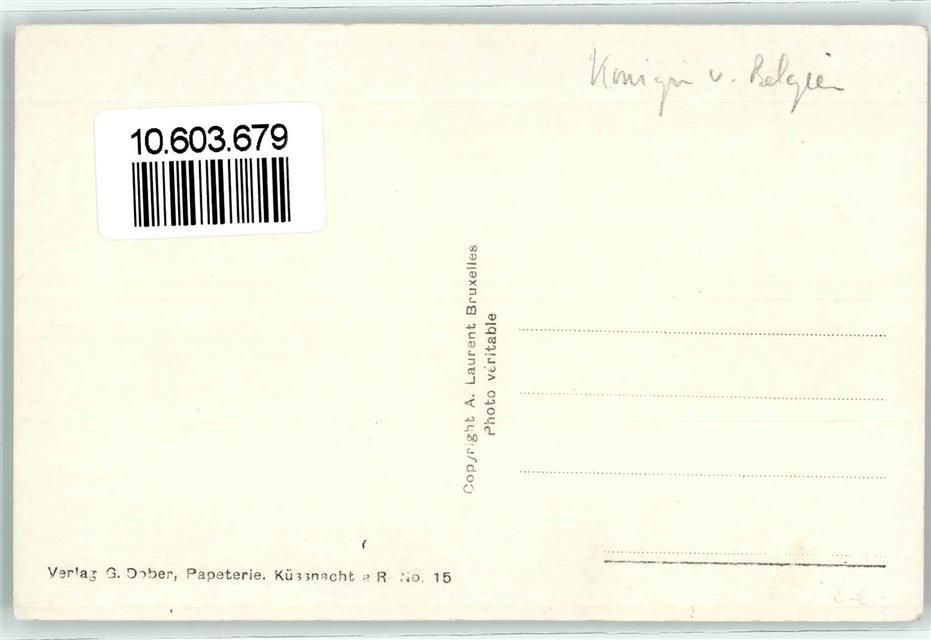 Königin v. Belgien
10.603.679
Copyright A. Laurent Bruxelles
Photo véritable
Verlag G. Dober, Papeterie. Küssnacht a R. No. 15